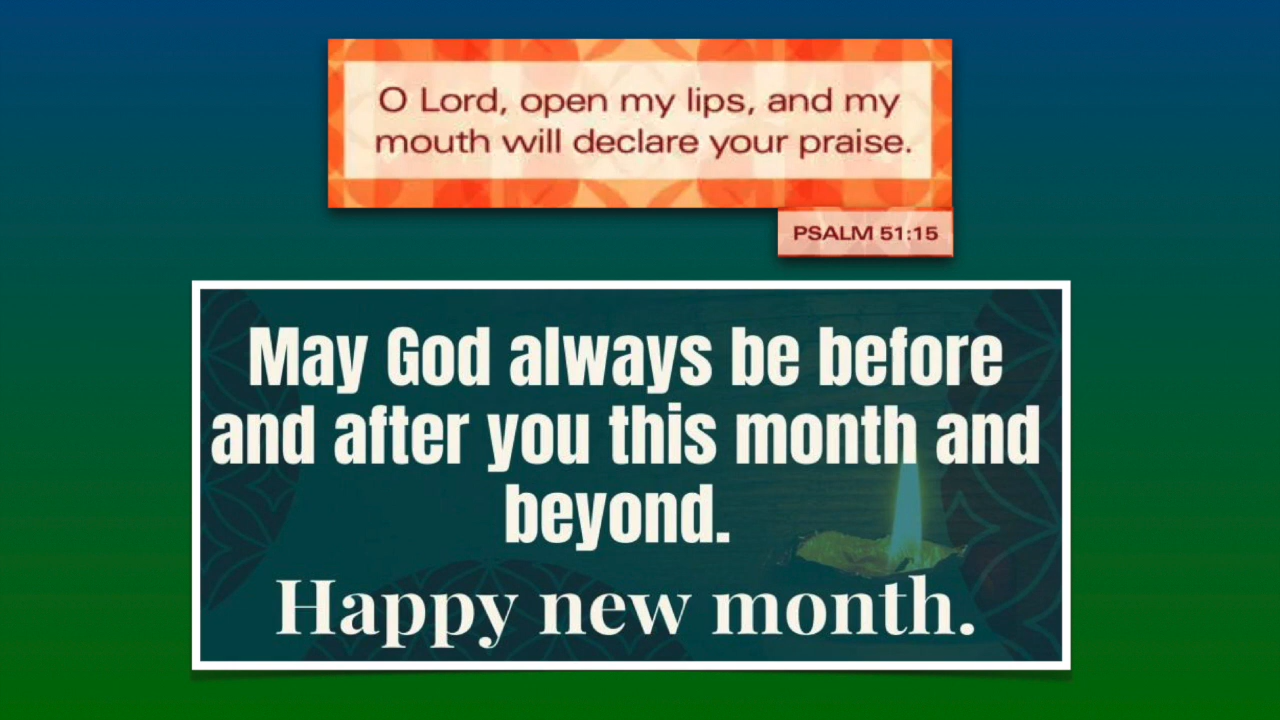 O Lord, open my lips, and my
mouth will declare your praise.
PSALM 51:15
May God always be before
and after you this month and
beyond.
Happy new month.